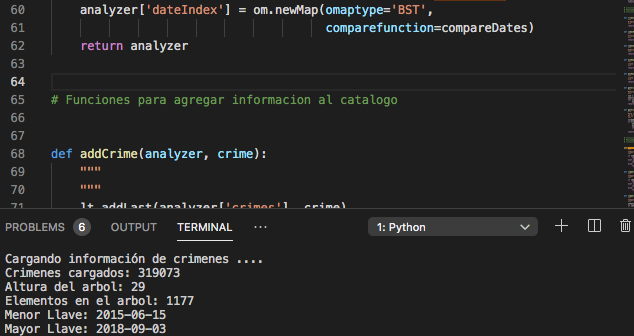 60 analyzer['dateIndex'] = om.newMap(omaptype='BST',
61 comparefunction=compareDates)
62 return analyzer
63
64
65 # Funciones para agregar informacion al catalogo
66
67
68 def addCrime(analyzer, crime):
69 """
70 """
71 lt.addLast(analyzer['crimes'], crime)
PROBLEMS 6 OUTPUT TERMINAL ... 1: Python
Cargando información de crimenes ....
Crimenes cargados: 319073
Altura del arbol: 29
Elementos en el arbol: 1177
Menor Llave: 2015-06-15
Mayor Llave: 2018-09-03